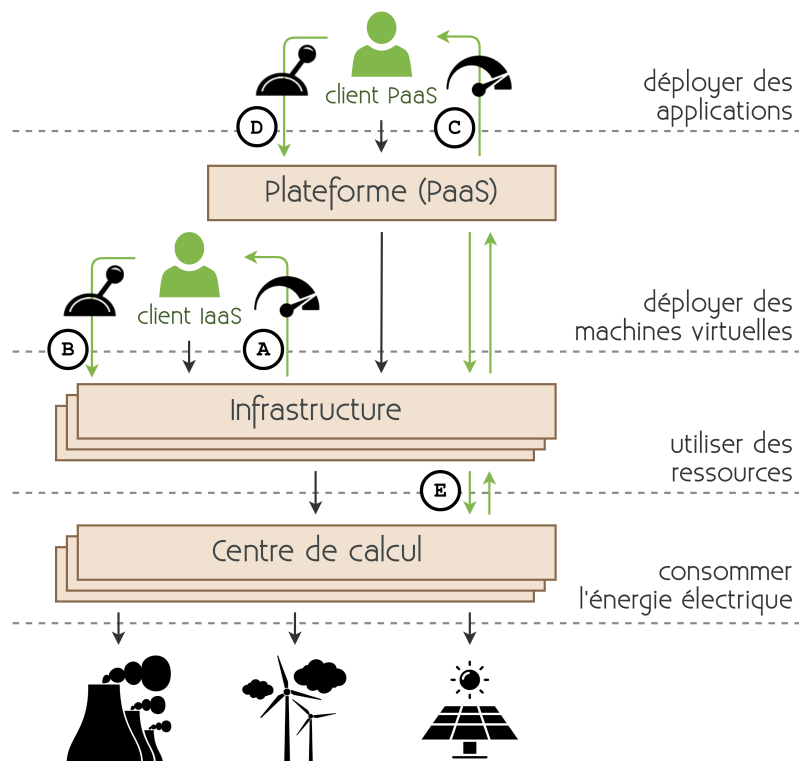 client PaaS
déployer des
applications
D
C
Plateforme (PaaS)
client IaaS
déployer des
machines virtuelles
B
A
Infrastructure
utiliser des
ressources
E
Centre de calcul
consommer
l'énergie électrique